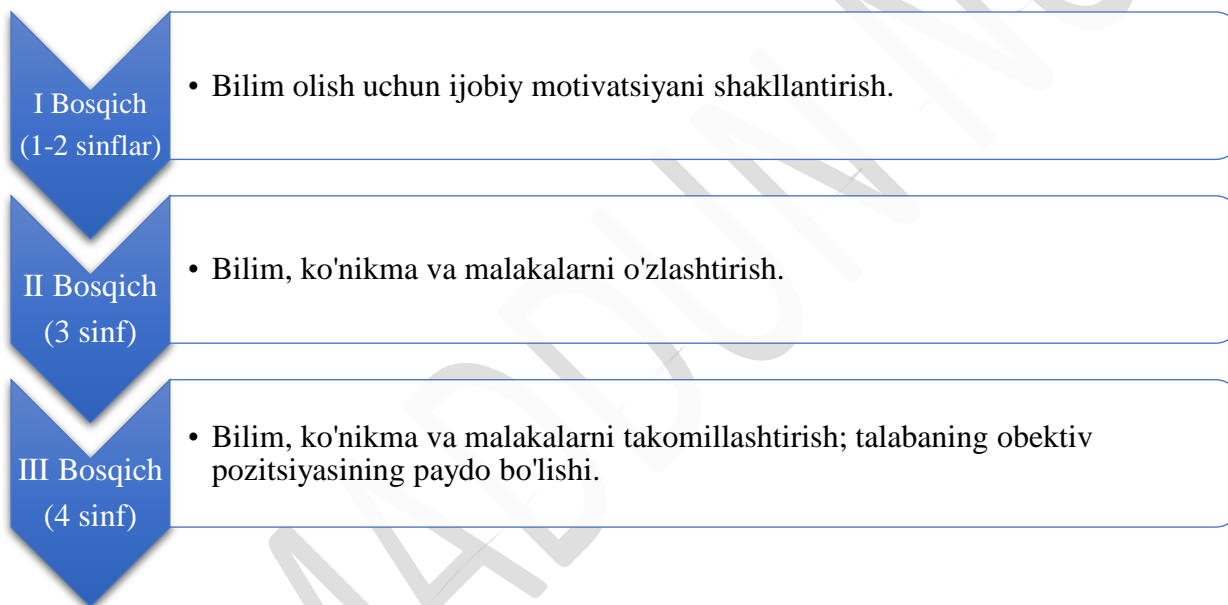 I Bosqich
(1-2 sinflar)
• Bilim olish uchun ijobiy motivatsiyani shakllantirish.
II Bosqich
(3 sinf)
• Bilim, ko'nikma va malakalarni o'zlashtirish.
III Bosqich
(4 sinf)
• Bilim, ko'nikma va malakalarni takomillashtirish; talabaning obektiv
pozitsiyasining paydo bo'lishi.